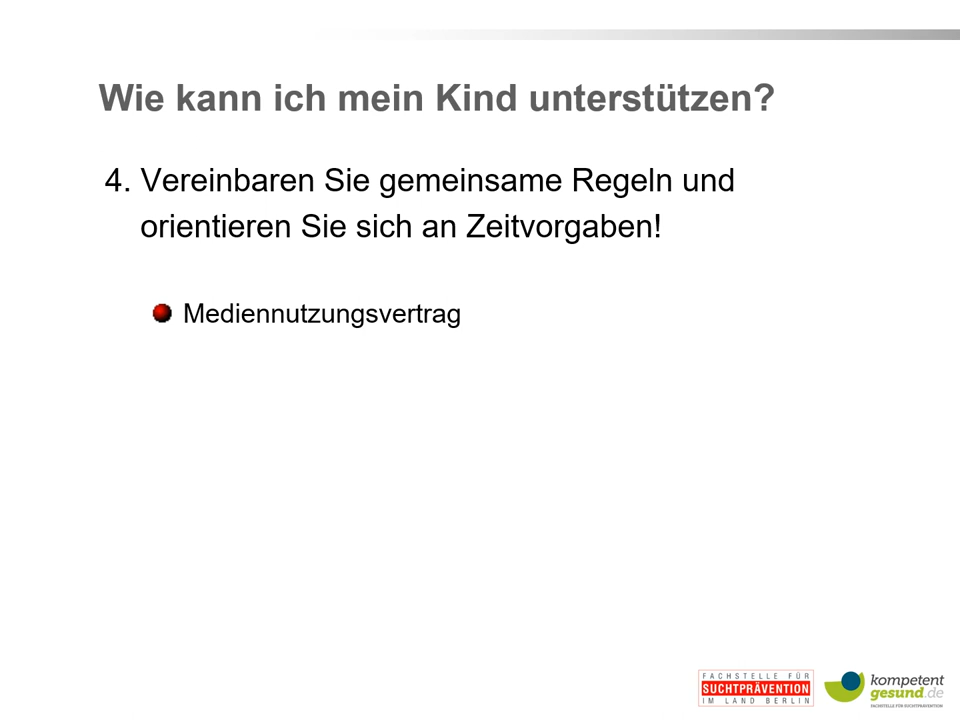 Wie kann ich mein Kind unterstützen?
4. Vereinbaren Sie gemeinsame Regeln und
orientieren Sie sich an Zeitvorgaben!
Mediennutzungsvertrag
FACHSTELLE FÜR
SUCHTPRÄVENTION
IM LAND BERLIN
kompetent
gesund.de
FACHSTELLE FÜR SUCHTPRÄVENTION